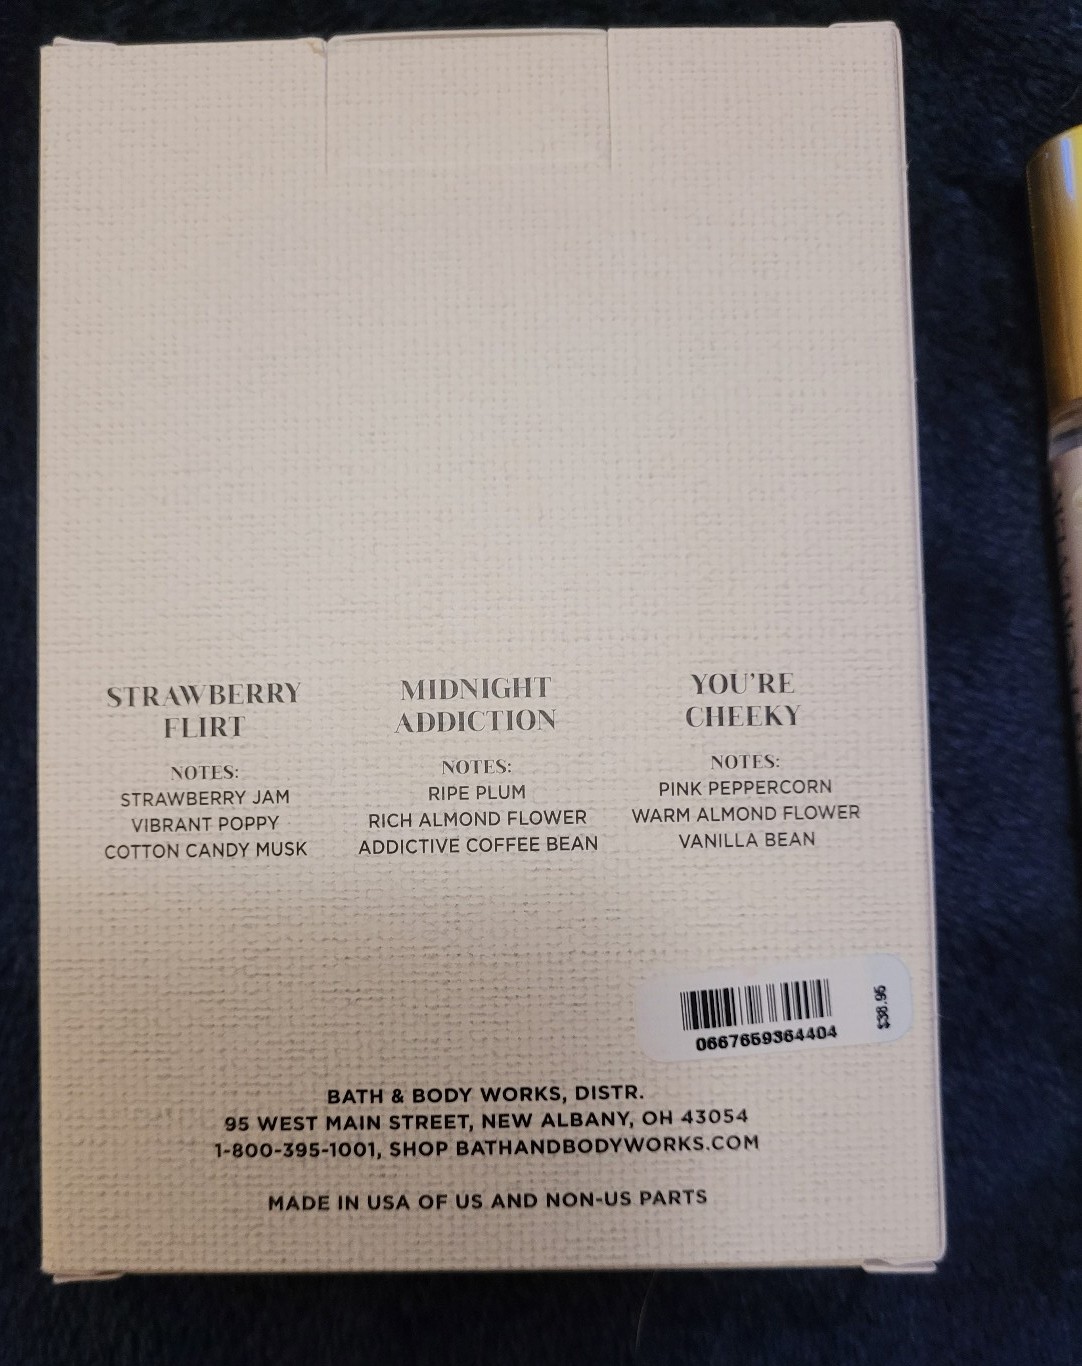 STRAWBERRY
FLIRT
NOTES:
STRAWBERRY JAM
VIBRANT POPPY
COTTON CANDY MUSK
MIDNIGHT
ADDICTION
NOTES:
RIPE PLUM
RICH ALMOND FLOWER
ADDICTIVE COFFEE BEAN
YOU'RE
CHEEKY
NOTES:
PINK PEPPERCORN
WARM ALMOND FLOWER
VANILLA BEAN
0667659364404
$38.95
BATH & BODY WORKS, DISTR.
95 WEST MAIN STREET, NEW ALBANY, OH 43054
1-800-395-1001, SHOP BATHANDBODYWORKS.COM
MADE IN USA OF US AND NON-US PARTS